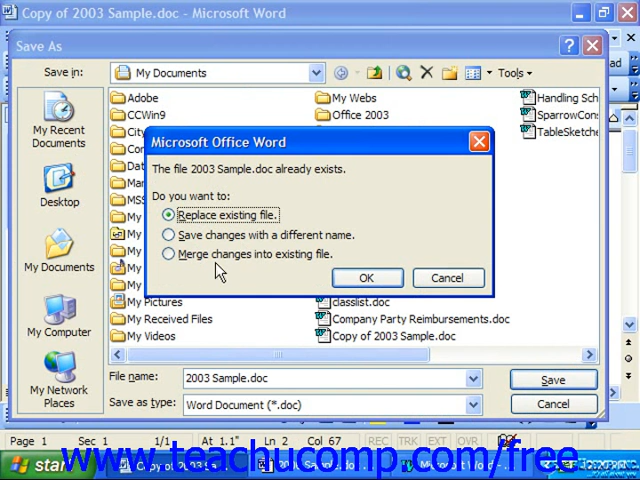 Copy of 2003 Sample.doc - Microsoft Word
Save As
Save in:
My Documents
Tools
My Recent
Documents
Desktop
My Documents
My Computer
My Network
Places
Adobe
CCWin9
My
My
My
My Pictures
My Received Files
My Videos
My Webs
Office 2003
classlist.doc
Company Party Reimbursements.doc
Copy of 2003 Sample.doc
Handling Sch
SparrowCons
TableSketche
Microsoft Office Word
The file 2003 Sample.doc already exists.
Do you want to:
Replace existing file.
Save changes with a different name.
Merge changes into existing file.
OK
Cancel
File name:
2003 Sample.doc
Save
Save as type:
Word Document (*.doc)
Cancel
Page 1 Sec 1 1/1 At 1.1" Ln 2 Col 67 REC TRK EXT OVR
start
www.teachucomp.com/free